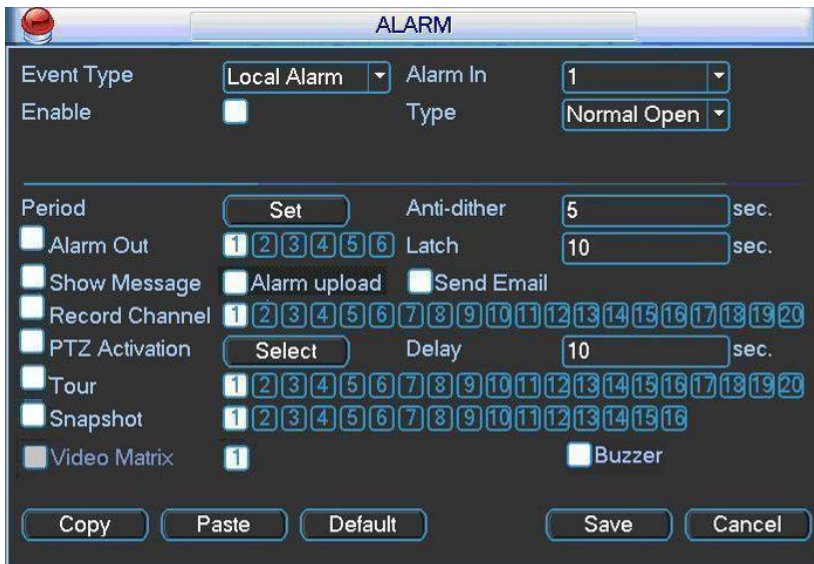 ALARM
Event Type Local Alarm Alarm In 1
Enable Type Normal Open
Period Set Anti-dither 5 sec.
Alarm Out 1 2 3 4 5 6 Latch 10 sec.
Show Message Alarm upload Send Email
Record Channel 1 2 3 4 5 6 7 8 9 10 11 12 13 14 15 16 17 18 19 20
PTZ Activation Select Delay 10 sec.
Tour 1 2 3 4 5 6 7 8 9 10 11 12 13 14 15 16 17 18 19 20
Snapshot 1 2 3 4 5 6 7 8 9 10 11 12 13 14 15 16
Video Matrix 1 Buzzer
Copy Paste Default Save Cancel